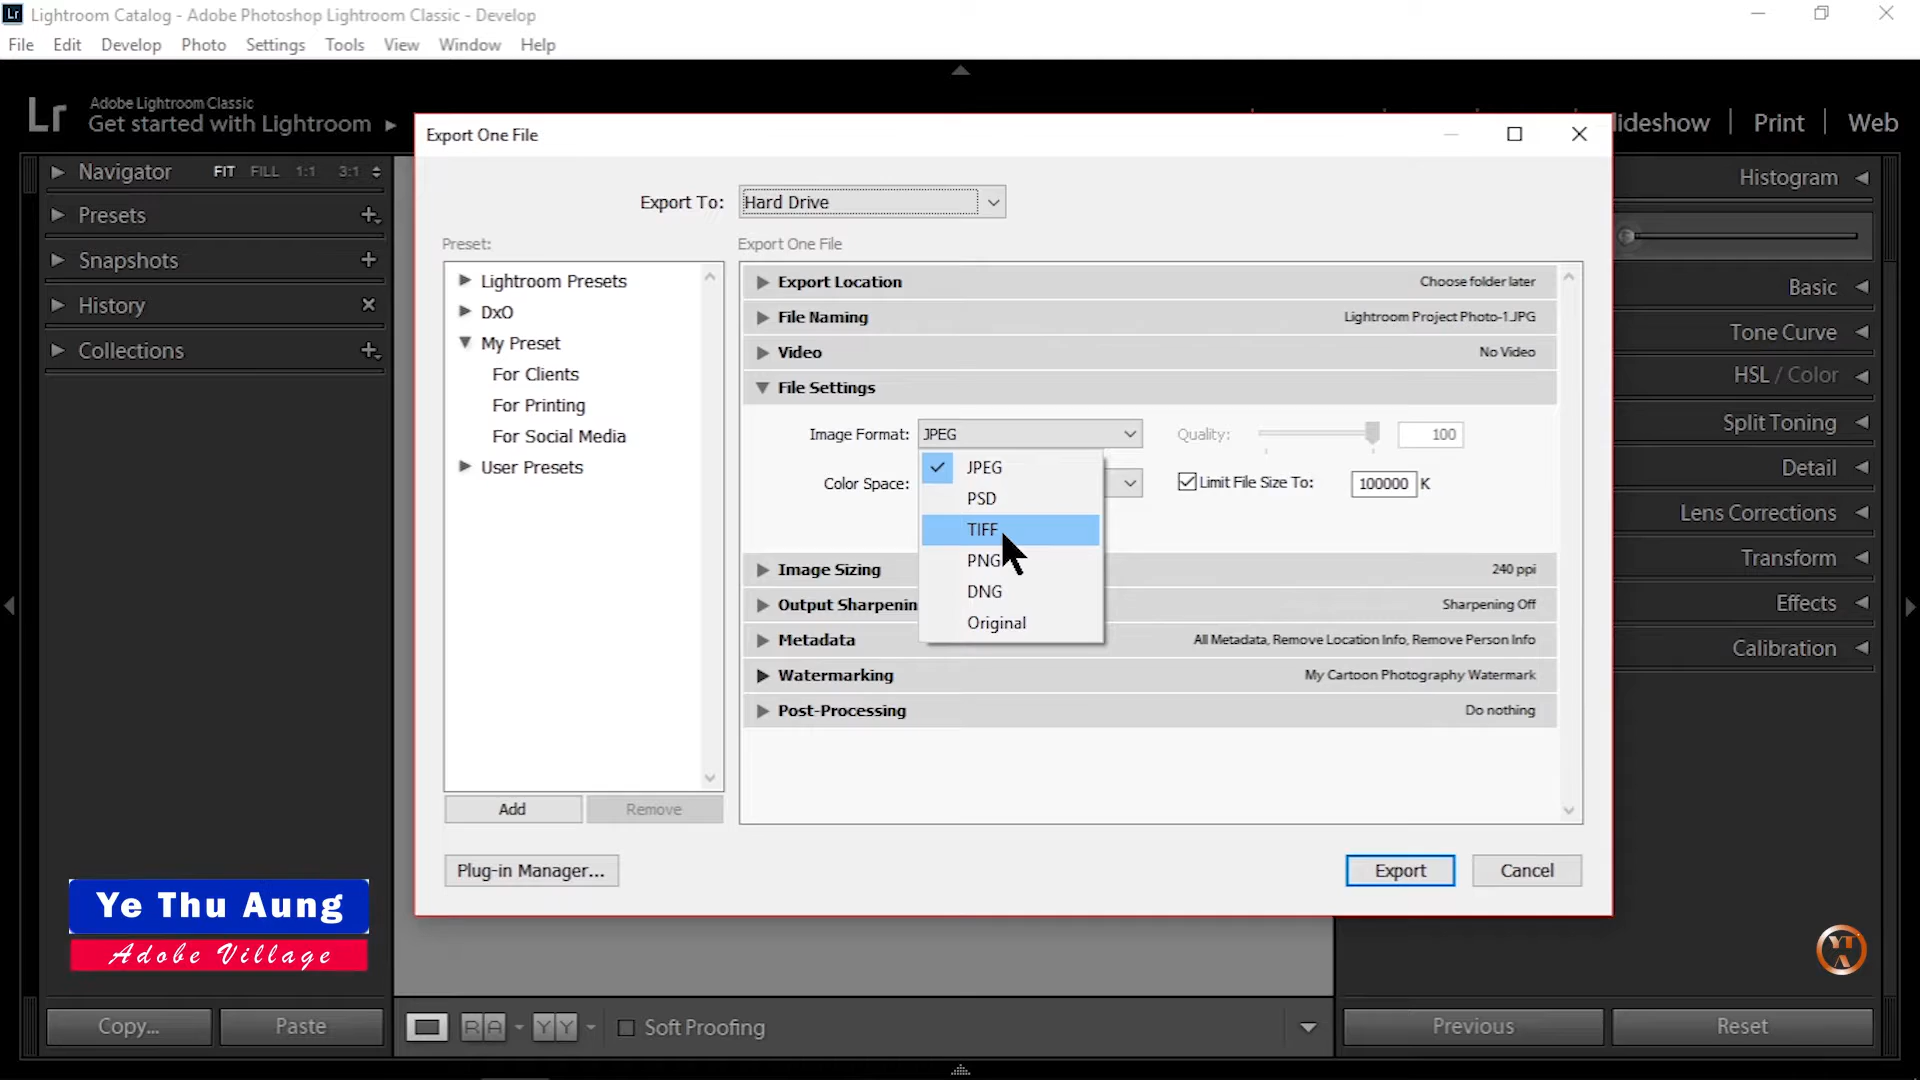 Lr Lightroom Catalog - Adobe Photoshop Lightroom Classic - Develop
File Edit Develop Photo Settings Tools View Window Help
Lr Adobe Lightroom Classic
Get started with Lightroom
lideshow | Print | Web
Navigator FIT FILL 1:1 3:1
Presets
Snapshots
History
Collections
Export One File
Export To: Hard Drive
Preset:
Lightroom Presets
DxO
My Preset
For Clients
For Printing
For Social Media
User Presets
Add Remove
Plug-in Manager...
Export One File
Export Location Choose folder later
File Naming Lightroom Project Photo-1.JPG
Video No Video
File Settings
Image Format: JPEG Quality: 100
Color Space: Limit File Size To: 100000 K
JPEG
PSD
TIFF
PNG
DNG
Original
Image Sizing 240 ppi
Output Sharpenin Sharpening Off
Metadata All Metadata, Remove Location Info, Remove Person Info
Watermarking My Cartoon Photography Watermark
Post-Processing Do nothing
Export Cancel
Histogram
Basic
Tone Curve
HSL / Color
Split Toning
Detail
Lens Corrections
Transform
Effects
Calibration
Ye Thu Aung
Adobe Village
YTA
Copy... Paste
RA YY Soft Proofing
Previous Reset